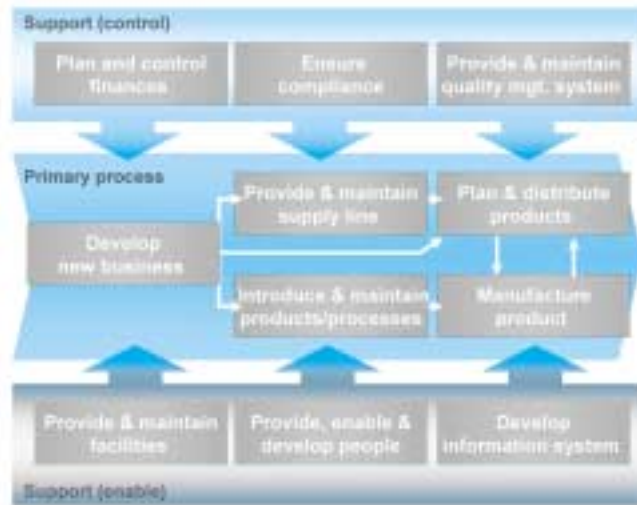 Support (control)
Plan and control
finances
Ensure
compliance
Provide & maintain
quality mgt. system
Primary process
Provide & maintain
supply line
Plan & distribute
products
Develop
new business
Introduce & maintain
products/processes
Manufacture
product
Provide & maintain
facilities
Provide, enable &
develop people
Develop
information system
Support (enable)